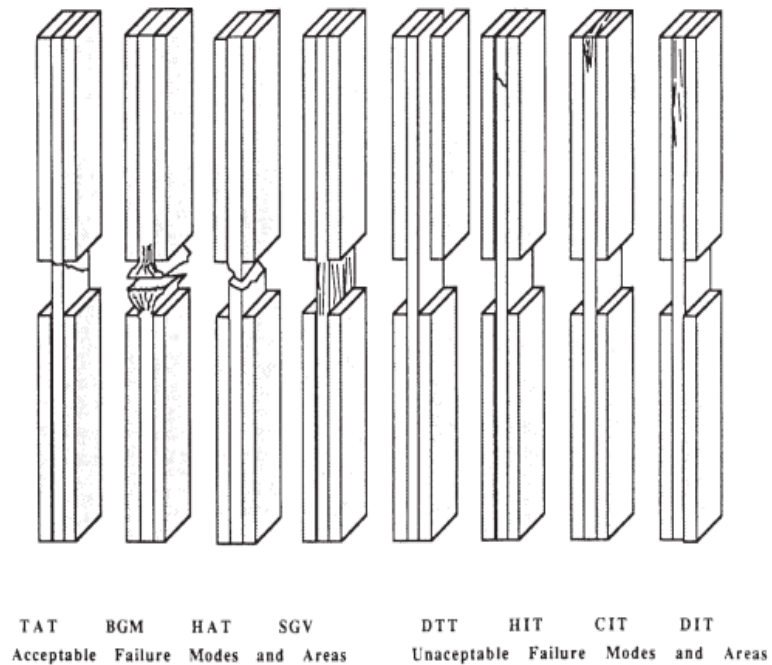 TAT BGM HAT SGV DTT HIT CIT DIT
Acceptable Failure Modes and Areas Unaceptable Failure Modes and Areas